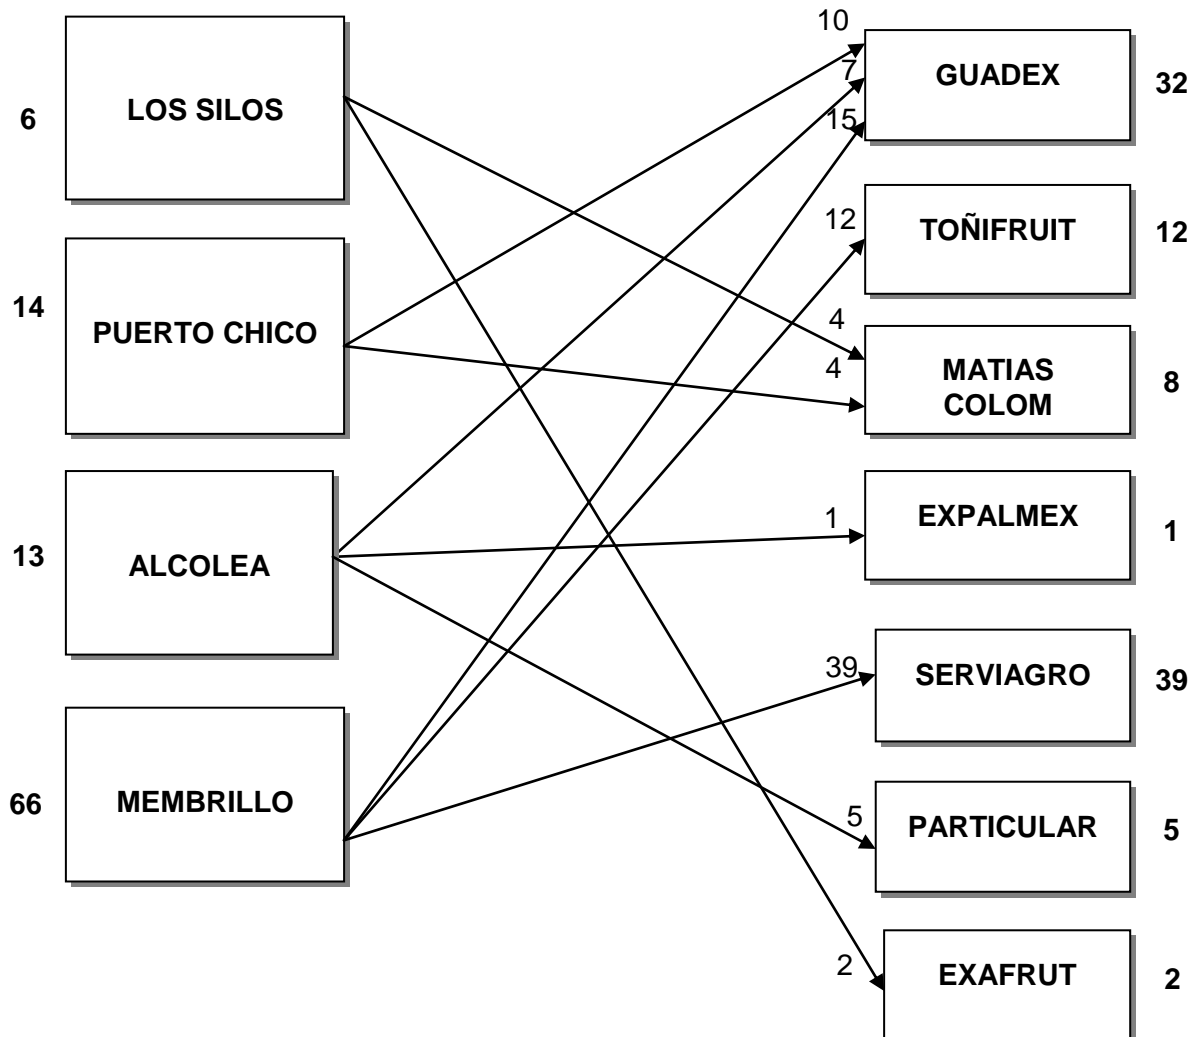 10
GUADEX
32
7
LOS SILOS
6
15
TOÑIFRUIT
12
12
14
PUERTO CHICO
4
MATIAS
COLOM
4
8
EXPALMEX
1
1
13
ALCOLEA
SERVIAGRO
39
39
66
MEMBRILLO
5
PARTICULAR
5
2
EXAFRUT
2